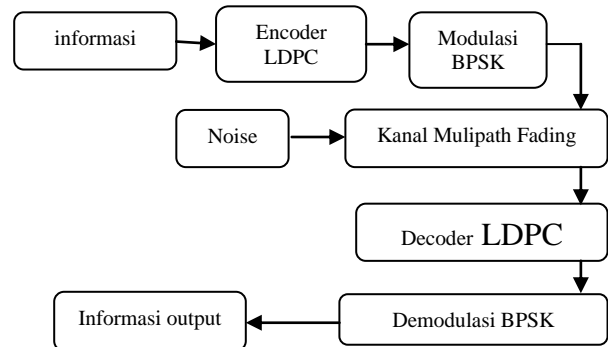 informasi
Encoder
LDPC
Modulasi
BPSK
Noise
Kanal Mulipath Fading
Decoder LDPC
Informasi output
Demodulasi BPSK